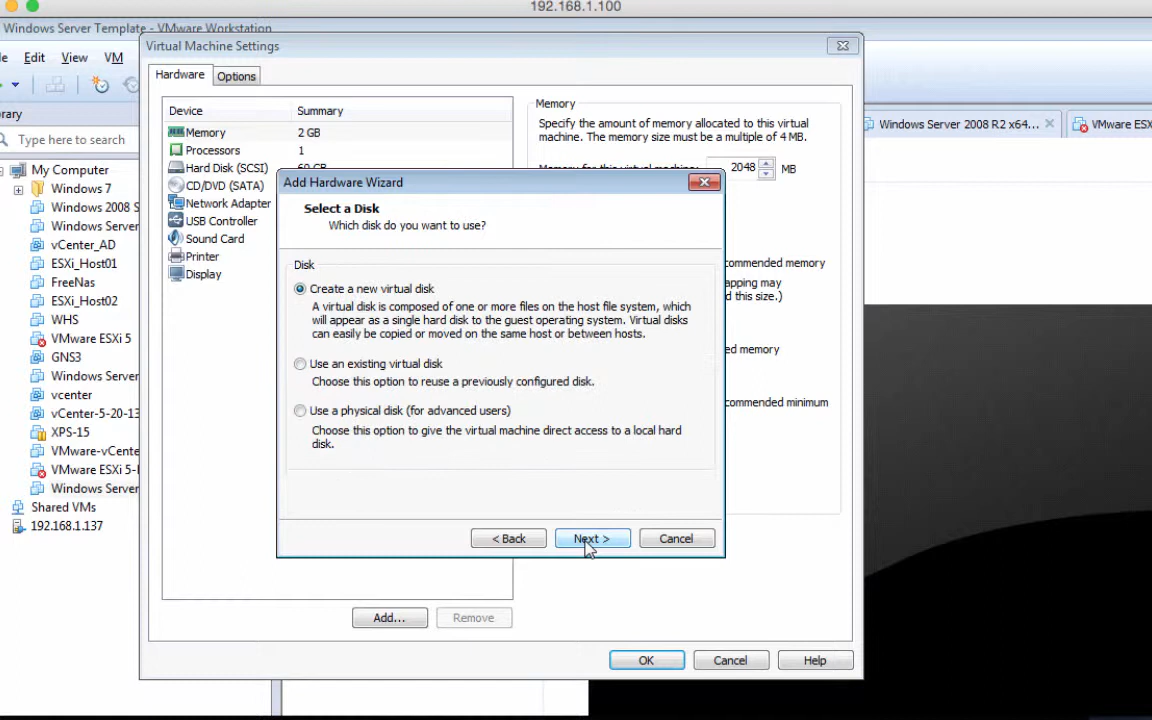 192.168.1.100
Windows Server Template - VMware Workstation
Edit View VM
Virtual Machine Settings
Hardware Options
Device Summary
Memory 2 GB
Processors 1
Hard Disk (SCSI) 60 GB
CD/DVD (SATA)
Network Adapter
USB Controller
Sound Card
Printer
Display
Memory
Specify the amount of memory allocated to this virtual
machine. The memory size must be a multiple of 4 MB.
Memory for this virtual machine: 2048 MB
Windows Server 2008 R2 x64...
VMware ESX
Type here to search
My Computer
Windows 7
Windows 2008 S
Windows Server
vCenter_AD
ESXi_Host01
FreeNas
ESXi_Host02
WHS
VMware ESXi 5
GNS3
Windows Server
vcenter
vCenter-5-20-13
XPS-15
VMware-vCente
VMware ESXi 5-
Windows Server
Shared VMs
192.168.1.137
Add Hardware Wizard
Select a Disk
Which disk do you want to use?
Disk
Create a new virtual disk
A virtual disk is composed of one or more files on the host file system, which
will appear as a single hard disk to the guest operating system. Virtual disks
can easily be copied or moved on the same host or between hosts.
Use an existing virtual disk
Choose this option to reuse a previously configured disk.
Use a physical disk (for advanced users)
Choose this option to give the virtual machine direct access to a local hard
disk.
< Back Next > Cancel
commended memory
apping may
d this size.)
ed memory
commended minimum
Add... Remove
OK Cancel Help